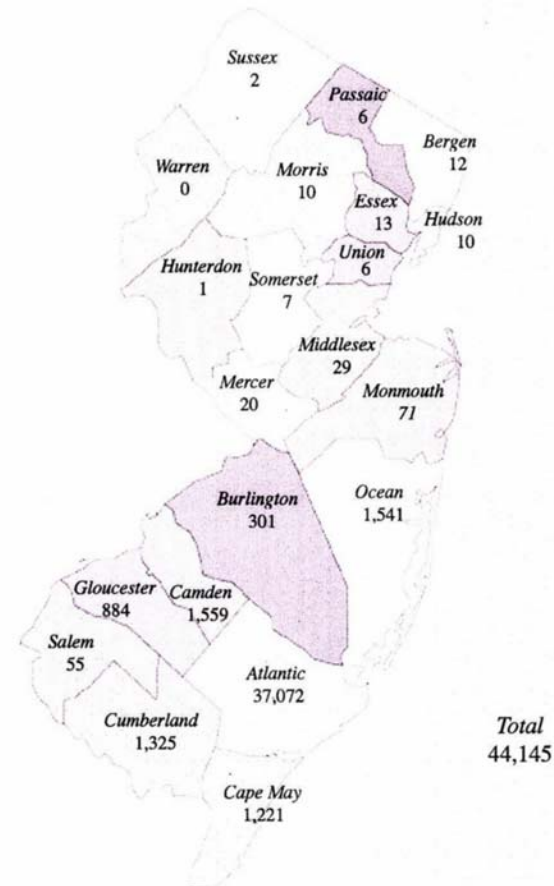 Sussex
2
Passaic
6
Bergen
12
Warren
0
Morris
10
Essex
13
Hudson
10
Union
6
Hunterdon
1
Somerset
7
Middlesex
29
Mercer
20
Monmouth
71
Burlington
301
Ocean
1,541
Gloucester
884
Camden
1,559
Salem
55
Atlantic
37,072
Cumberland
1,325
Total
44,145
Cape May
1,221